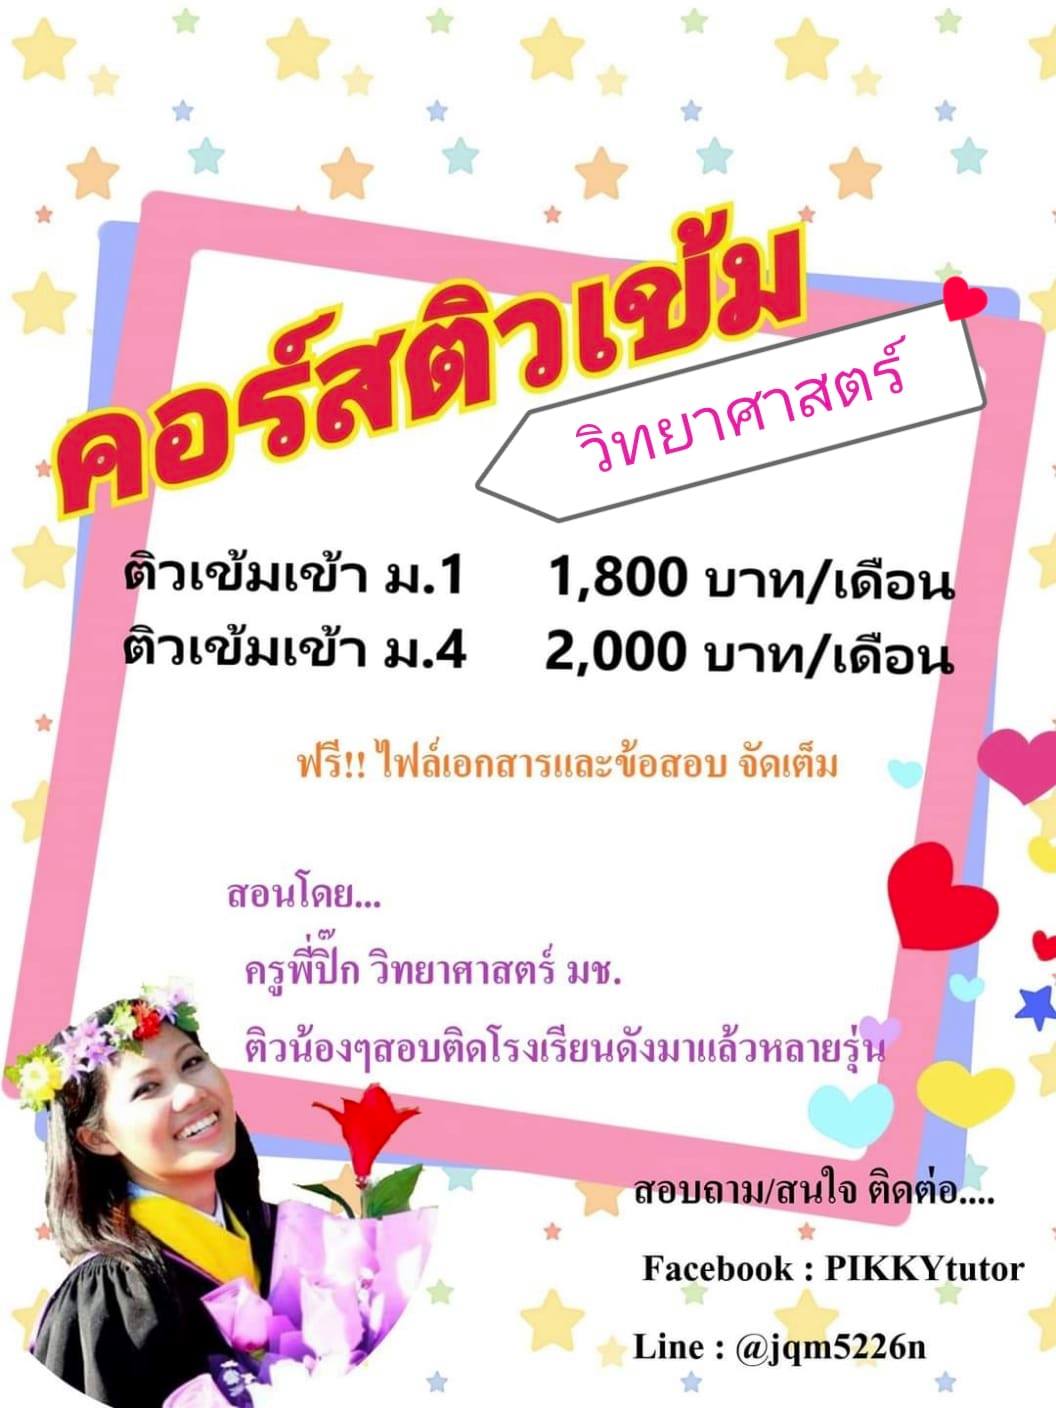 คอร์สติวเข้ม
วิทยาศาสตร์
ติวเข้มเข้า ม.1 1,800 บาท/เดือน
ติวเข้มเข้า ม.4 2,000 บาท/เดือน
ฟรี!! ไฟล์เอกสารและข้อสอบ จัดเต็ม
สอนโดย...
ครูพี่ปิ๊ก วิทยาศาสตร์ มช.
ติวน้องๆสอบติดโรงเรียนดังมาแล้วหลายรุ่น
สอบถาม/สนใจ ติดต่อ....
Facebook : PIKKYtutor
Line : @jqm5226n